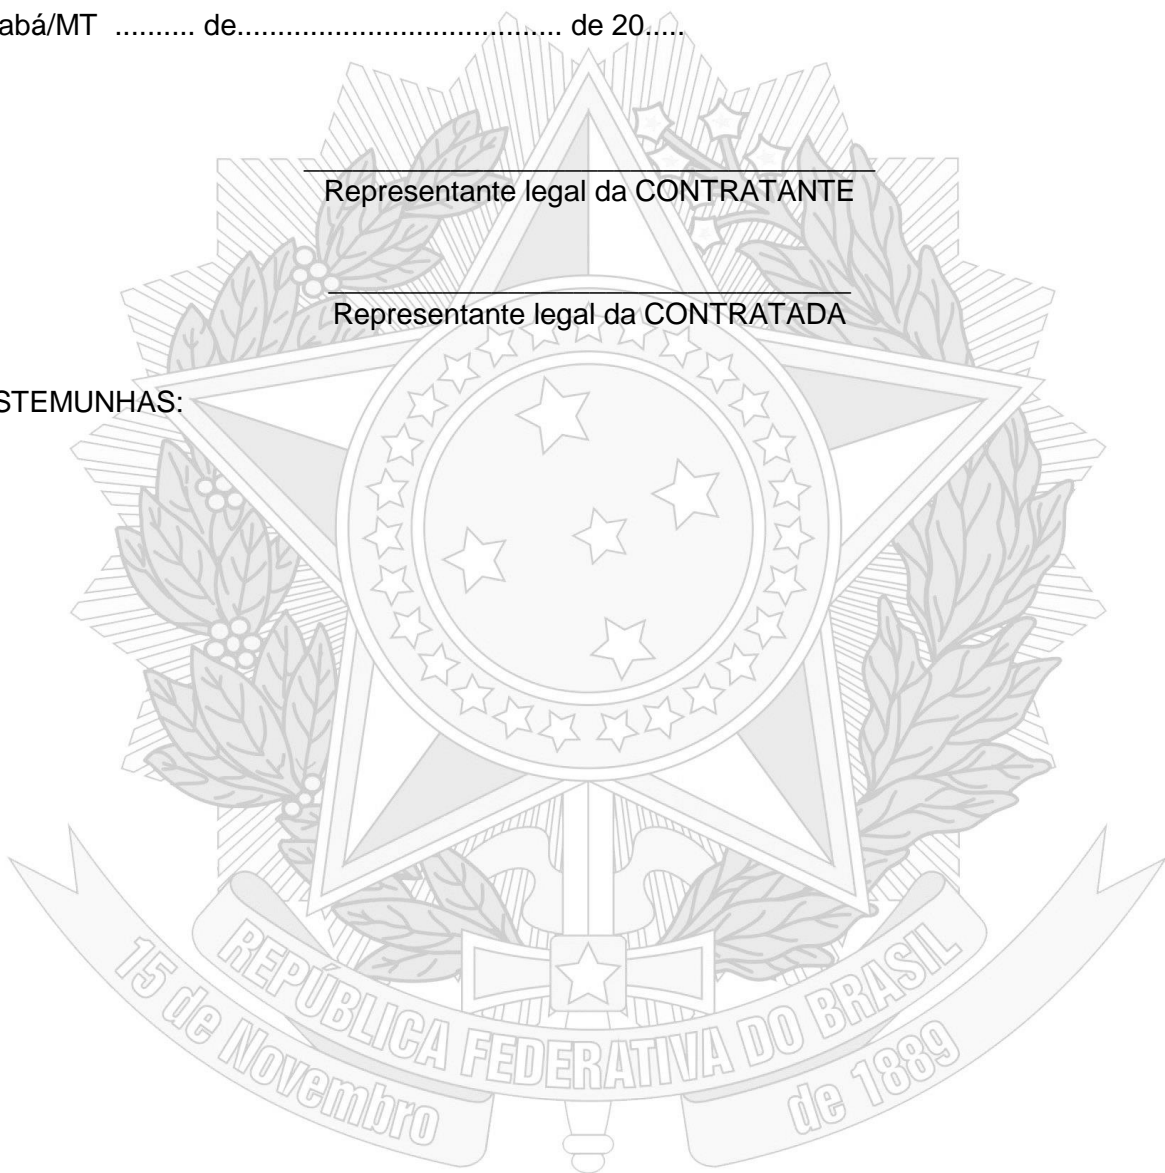 abá/MT .......... de........................................ de 20.....
Representante legal da CONTRATANTE
Representante legal da CONTRATADA
STEMUNHAS:
REPÚBLICA FEDERATIVA DO BRASIL
15 de Novembro de 1889